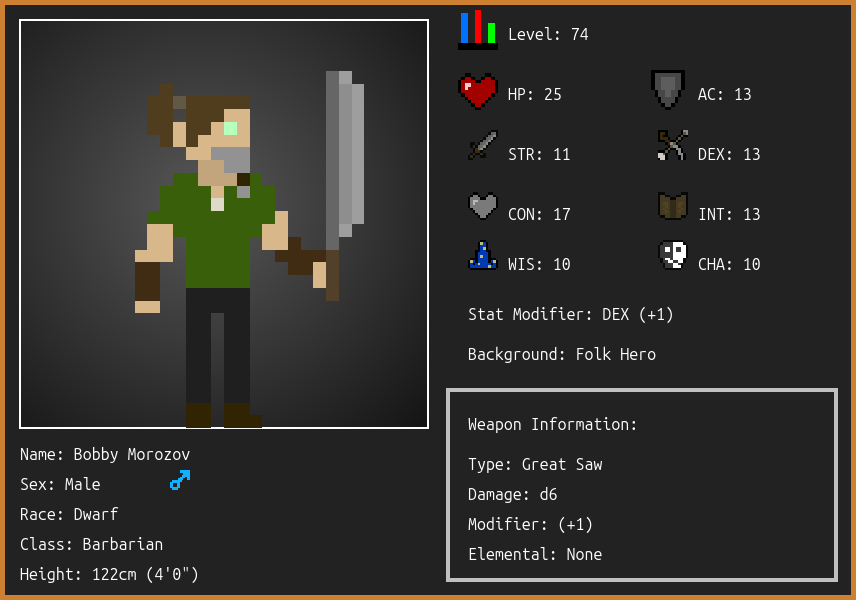 Level: 74
HP: 25
AC: 13
STR: 11
DEX: 13
CON: 17
INT: 13
WIS: 10
CHA: 10
Stat Modifier: DEX (+1)
Background: Folk Hero
Weapon Information:
Type: Great Saw
Damage: d6
Modifier: (+1)
Elemental: None
Name: Bobby Morozov
Sex: Male
Race: Dwarf
Class: Barbarian
Height: 122cm (4'0")